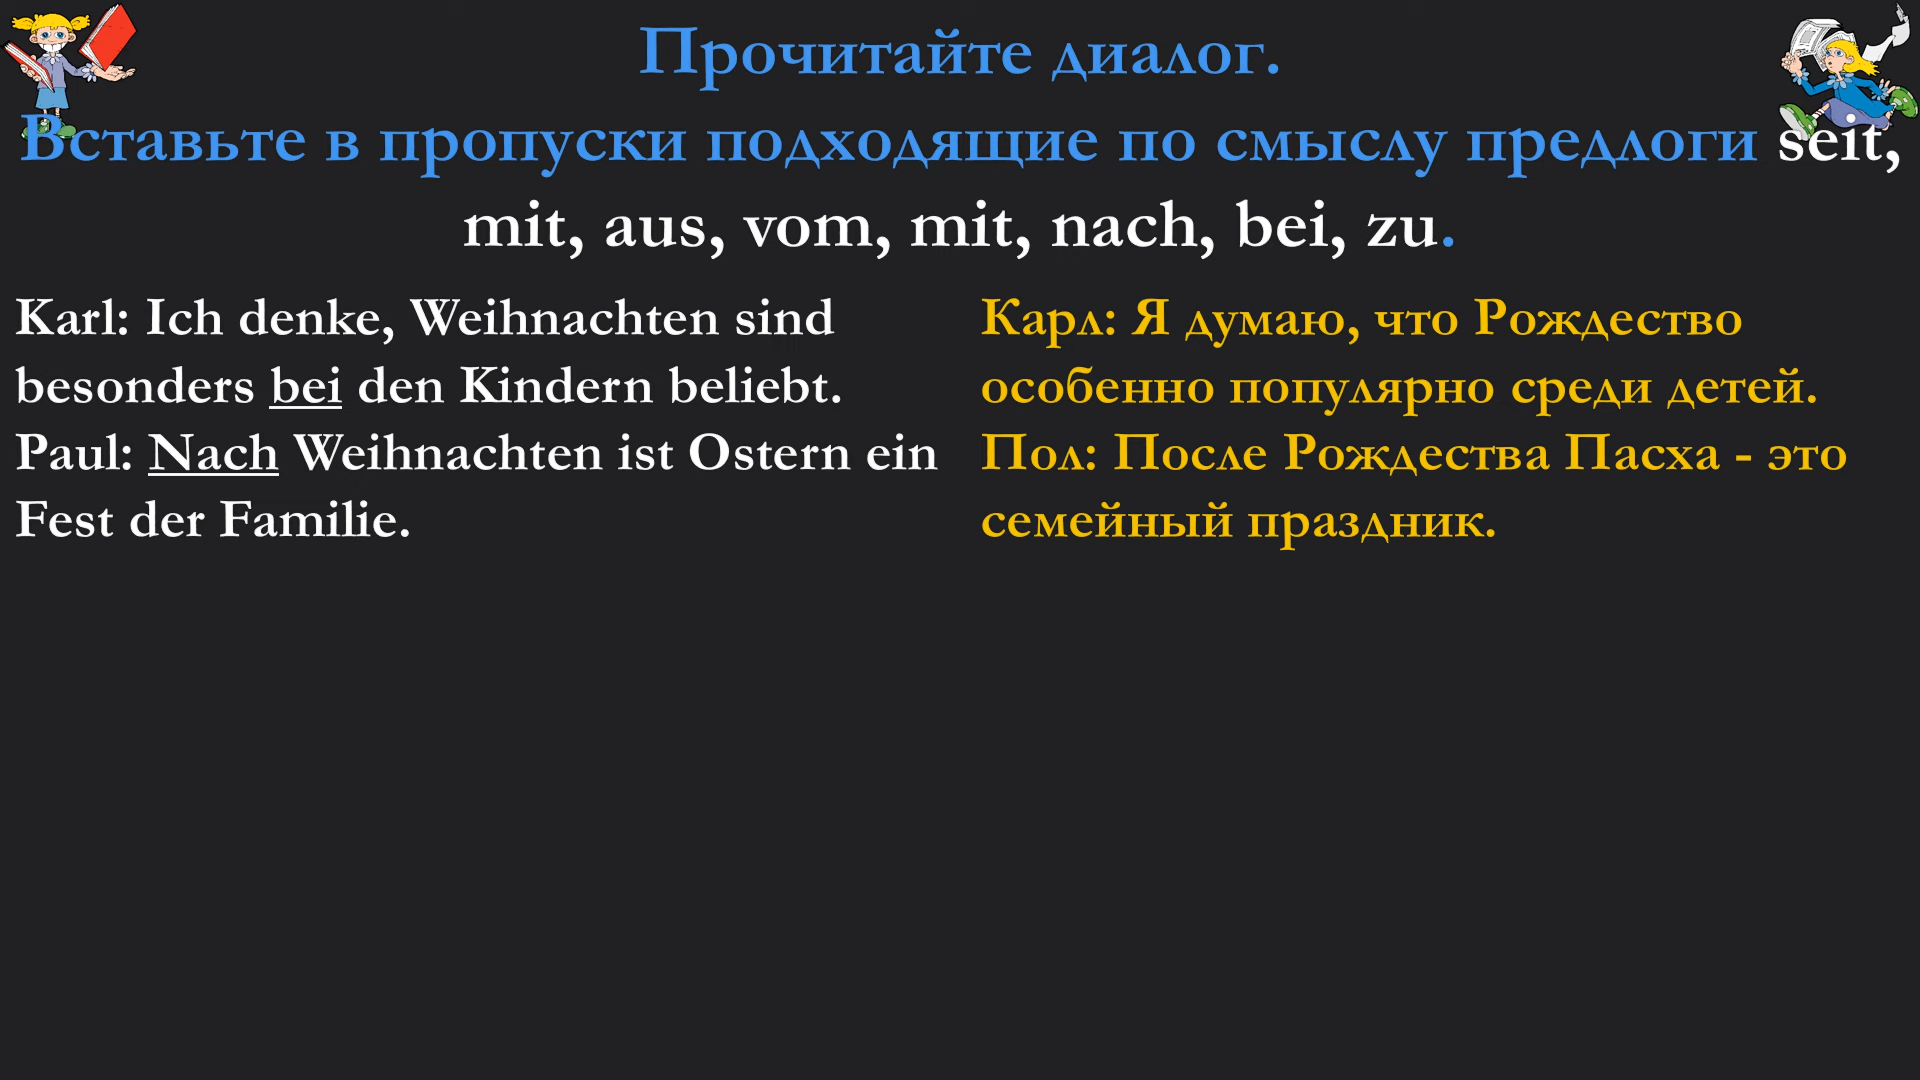 Прочитайте диалог.
Вставьте в пропуски подходящие по смыслу предлоги seit,
mit, aus, vom, mit, nach, bei, zu.
Karl: Ich denke, Weihnachten sind
besonders bei den Kindern beliebt.
Paul: Nach Weihnachten ist Ostern ein
Fest der Familie.
Карл: Я думаю, что Рождество
особенно популярно среди детей.
Пол: После Рождества Пасха - это
семейный праздник.